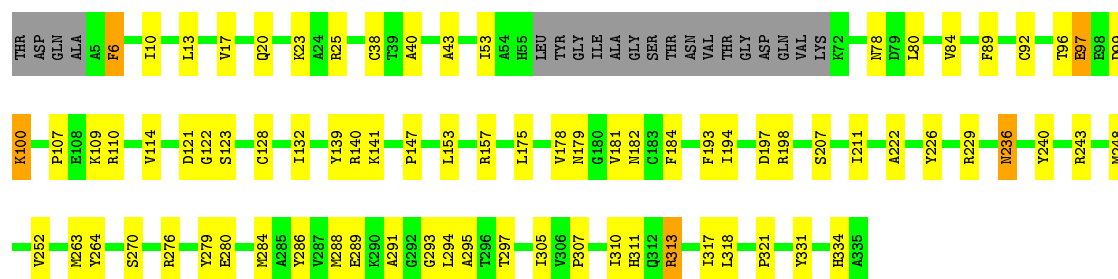 THR ASP GLN ALA A5 F6 I10 L13 V17 Q20 K23 A24 R25 C38 T39 A40 A43 I53 A54 H55 LEU TYR GLY ILE ALA GLY SER THR ASN VAL THR GLY ASP GLN VAL LYS K72 N78 D79 L80 V84 F89 C92 T96 E97 E98 D99
K100 P107 E108 K109 R110 V114 D121 G122 S123 C128 I132 Y139 R140 K141 P147 L153 R157 L175 V178 N179 G180 V181 N182 C183 F184 F193 I194 D197 R198 S207 I211 A222 Y226 R229 N236 Y240 R243
V252 M263 Y264 S270 R276 Y279 E280 M284 A285 Y286 V287 M288 E289 K290 A291 G292 G293 L294 A295 T296 T297 I305 V306 P307 I310 H311 Q312 R313 I317 L318 P321 Y331 H334 A335